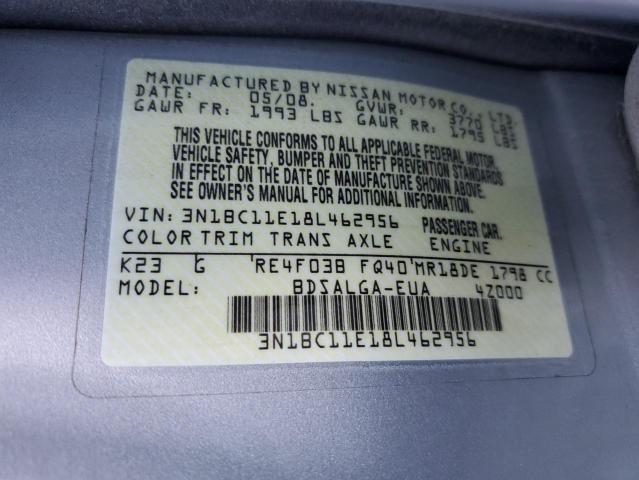 MANUFACTURED BY NISSAN MOTOR CO., LTD.
DATE: 05/08. GVWR: 3770 LBS
GAWR FR: 1993 LBS GAWR RR: 1795 LBS
THIS VEHICLE CONFORMS TO ALL APPLICABLE FEDERAL MOTOR
VEHICLE SAFETY, BUMPER AND THEFT PREVENTION STANDARDS
IN EFFECT ON THE DATE OF MANUFACTURE SHOWN ABOVE.
SEE OWNER'S MANUAL FOR ADDITIONAL INFORMATION.
VIN: 3N1BC11E18L462956 PASSENGER CAR.
COLOR TRIM TRANS AXLE ENGINE
K23 G 'RE4F03B FQ40'MR18DE 1798 CC
MODEL: BDSALGA-EUA 4Z000
3N1BC11E18L462956